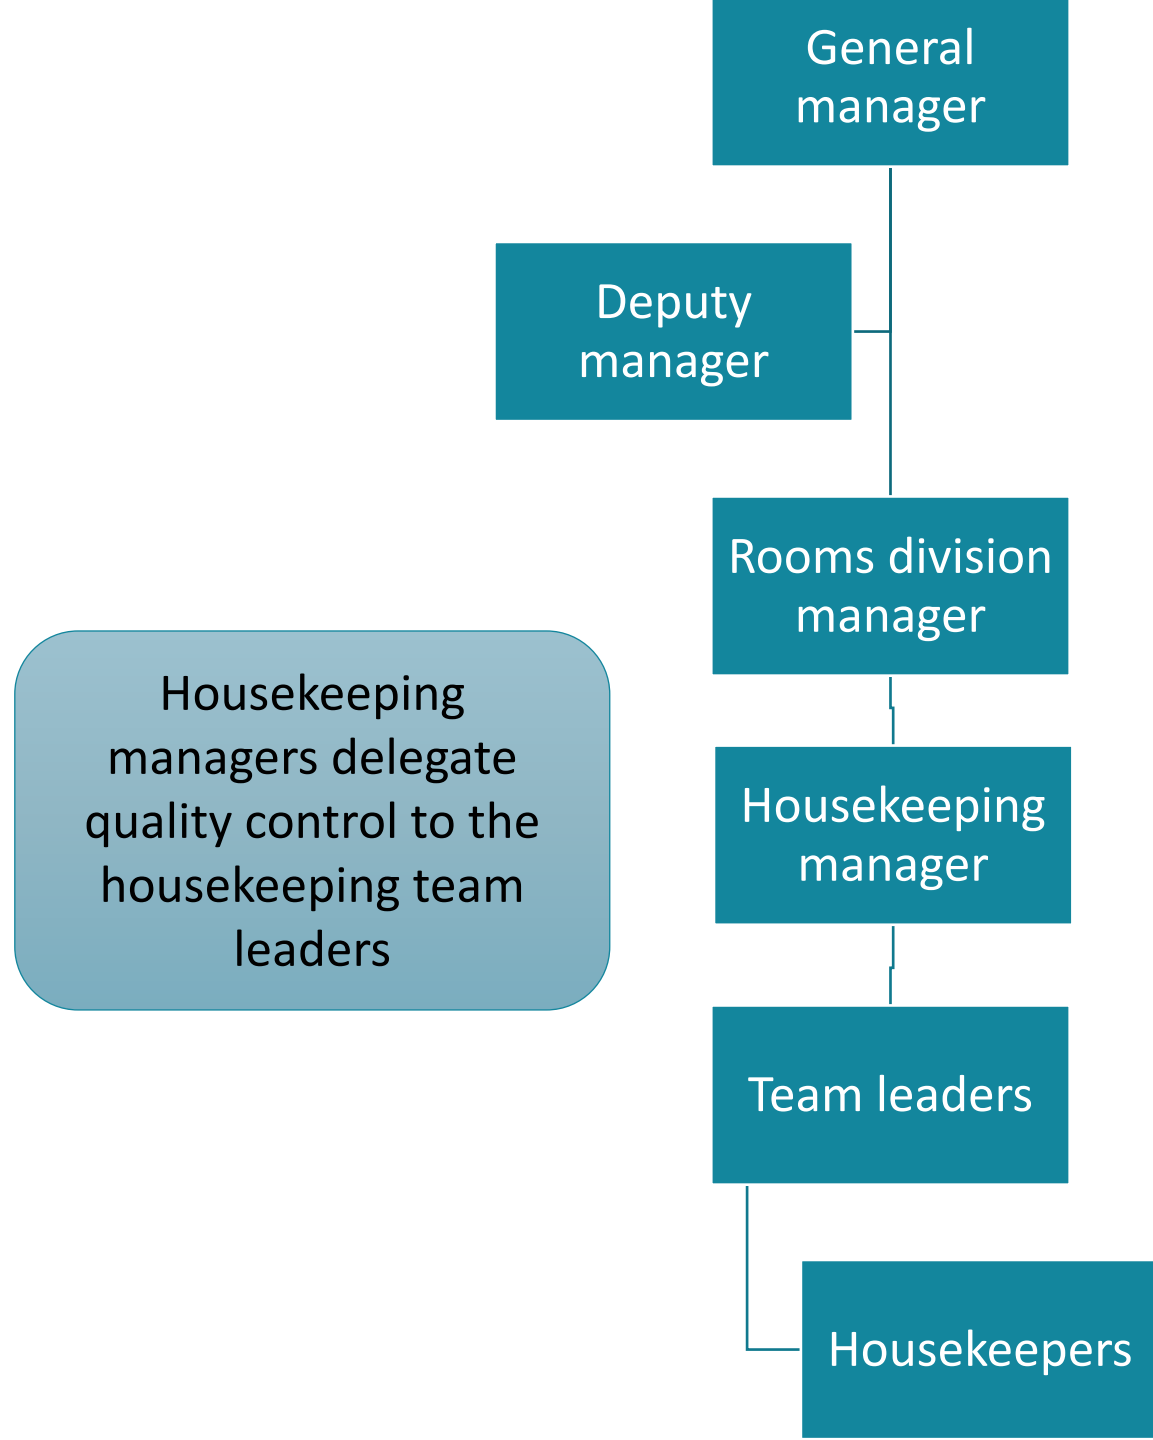 General
manager
Deputy
manager
Rooms division
manager
Housekeeping
managers delegate
quality control to the
housekeeping team
leaders
Housekeeping
manager
Team leaders
Housekeepers